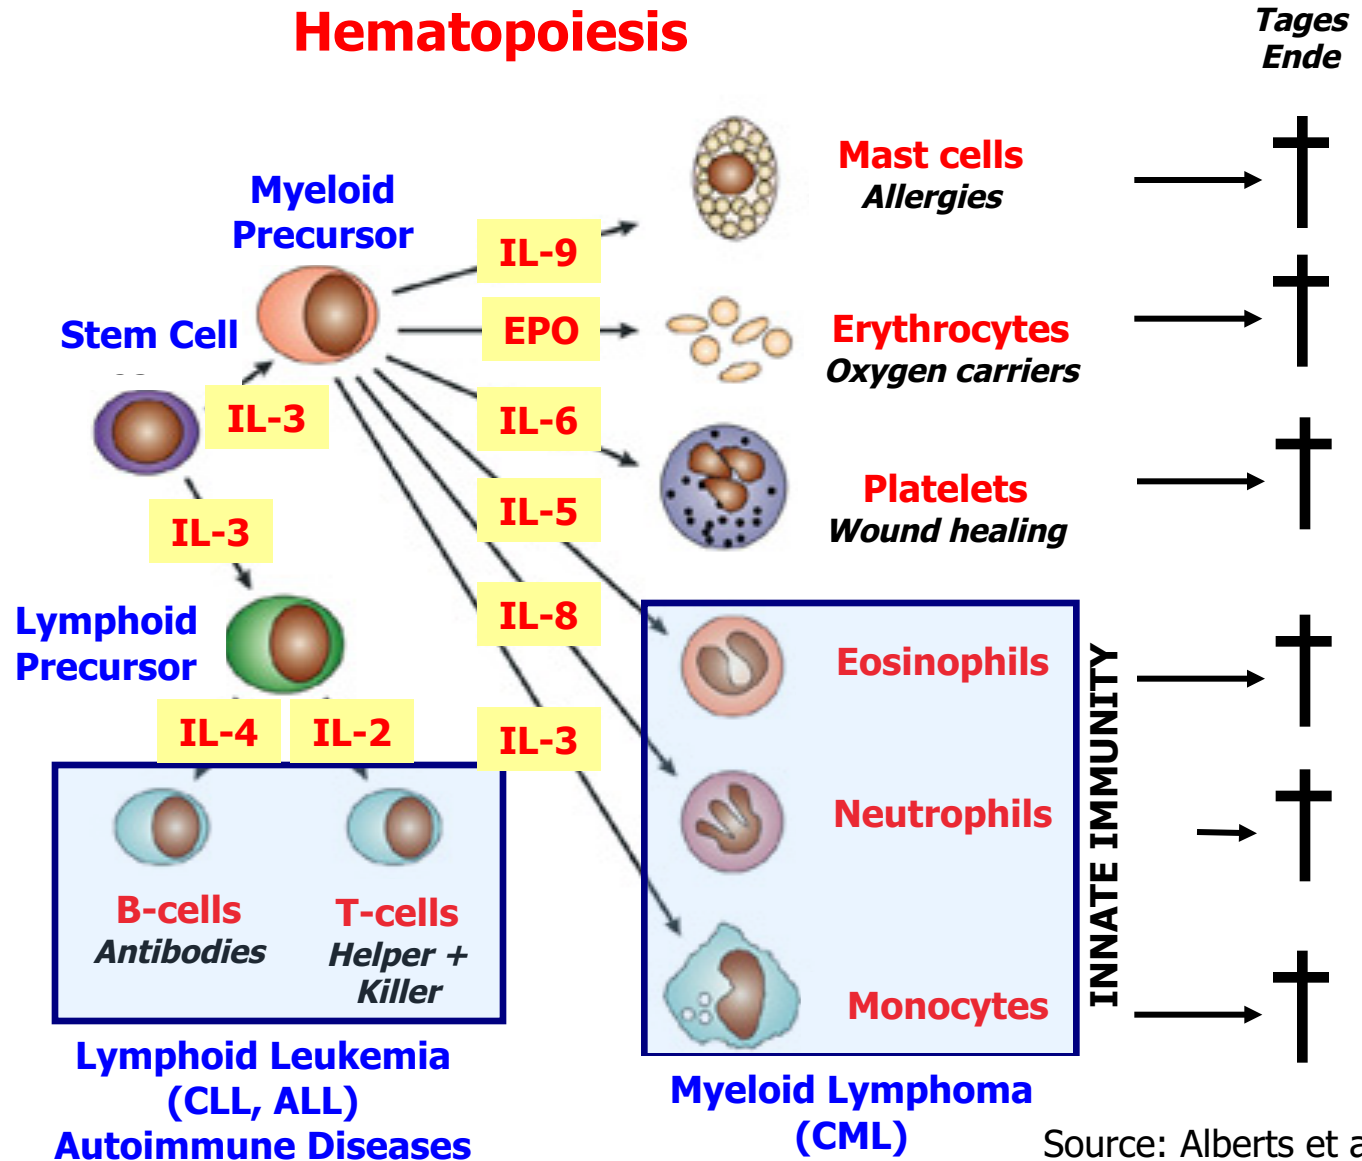 Hematopoiesis
Tages
Ende
Myeloid
Precursor
Stem Cell
IL-3
IL-3
Lymphoid
Precursor
IL-4
IL-2
B-cells
Antibodies
T-cells
Helper +
Killer
Lymphoid Leukemia
(CLL, ALL)
Autoimmune Diseases
IL-9
EPO
IL-6
IL-5
IL-8
IL-3
Mast cells
Allergies
Erythrocytes
Oxygen carriers
Platelets
Wound healing
Eosinophils
Neutrophils
Monocytes
INNATE IMMUNITY
Myeloid Lymphoma
(CML)
Source: Alberts et a